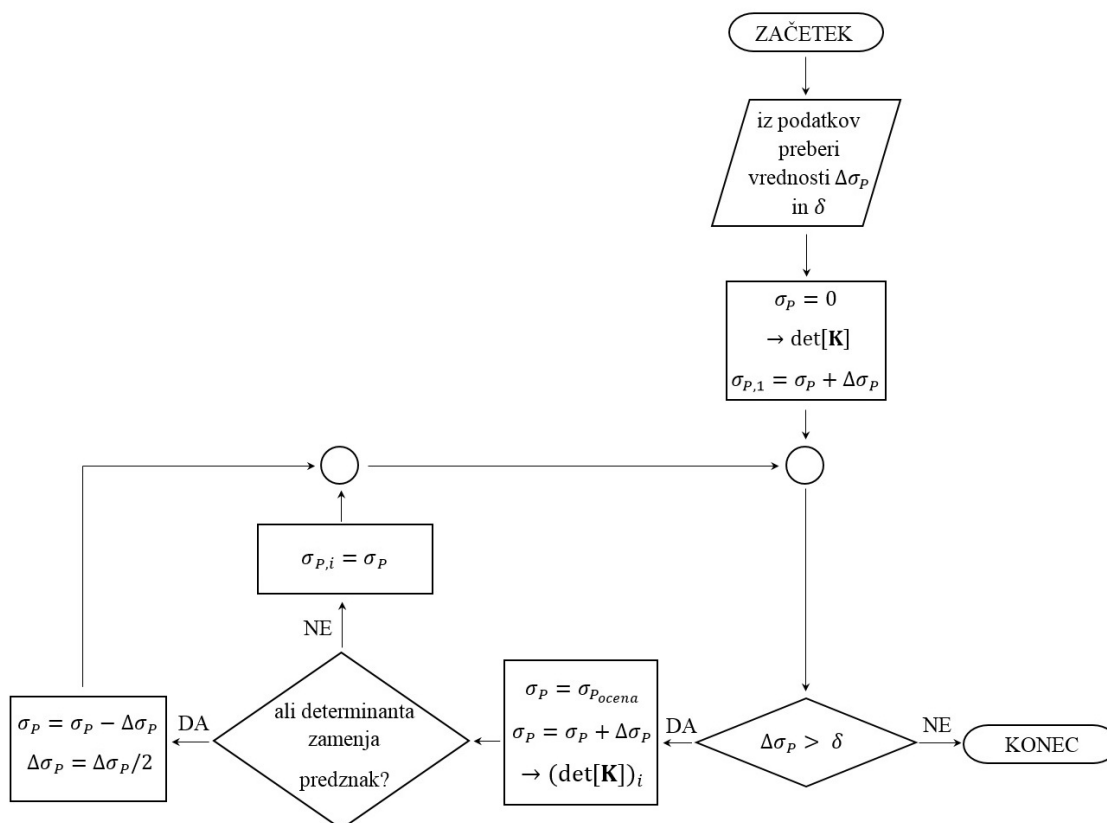 ZAČETEK
iz podatkov
preberi
vrednosti Δσ_P
in δ
σ_P = 0
→ det[K]
σ_{P,1} = σ_P + Δσ_P
σ_{P,i} = σ_P
NE
ali determinanta
zamenja
predznak?
DA
σ_P = σ_P − Δσ_P
Δσ_P = Δσ_P/2
σ_P = σ_{P_{ocena}}
σ_P = σ_P + Δσ_P
→ (det[K])_i
DA
Δσ_P > δ
NE
KONEC